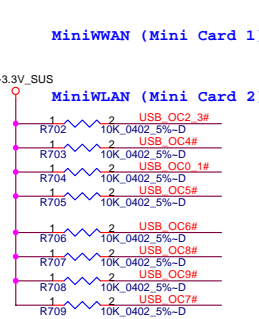 MiniWWAN (Mini Card 1)
+3.3V_SUS
MiniWLAN (Mini Card 2)
1 2 USB_OC2_3#
R702 10K_0402_5%~D
1 2 USB_OC4#
R703 10K_0402_5%~D
1 2 USB_OC0_1#
R704 10K_0402_5%~D
1 2 USB_OC5#
R705 10K_0402_5%~D
1 2 USB_OC6#
R706 10K_0402_5%~D
1 2 USB_OC8#
R707 10K_0402_5%~D
1 2 USB_OC9#
R708 10K_0402_5%~D
1 2 USB_OC7#
R709 10K_0402_5%~D